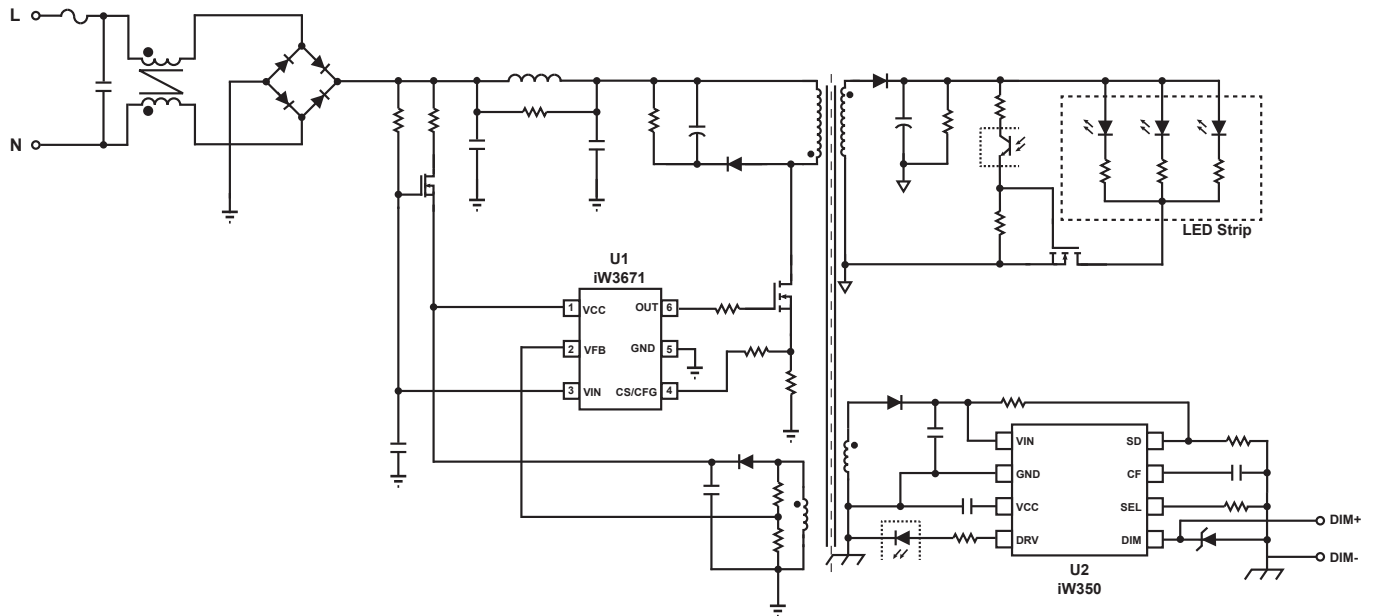 L
N
LED Strip
U1
iW3671
1 VCC OUT 6
2 VFB GND 5
3 VIN CS/CFG 4
VIN SD
GND CF
VCC SEL
DRV DIM
DIM+
DIM-
U2
iW350